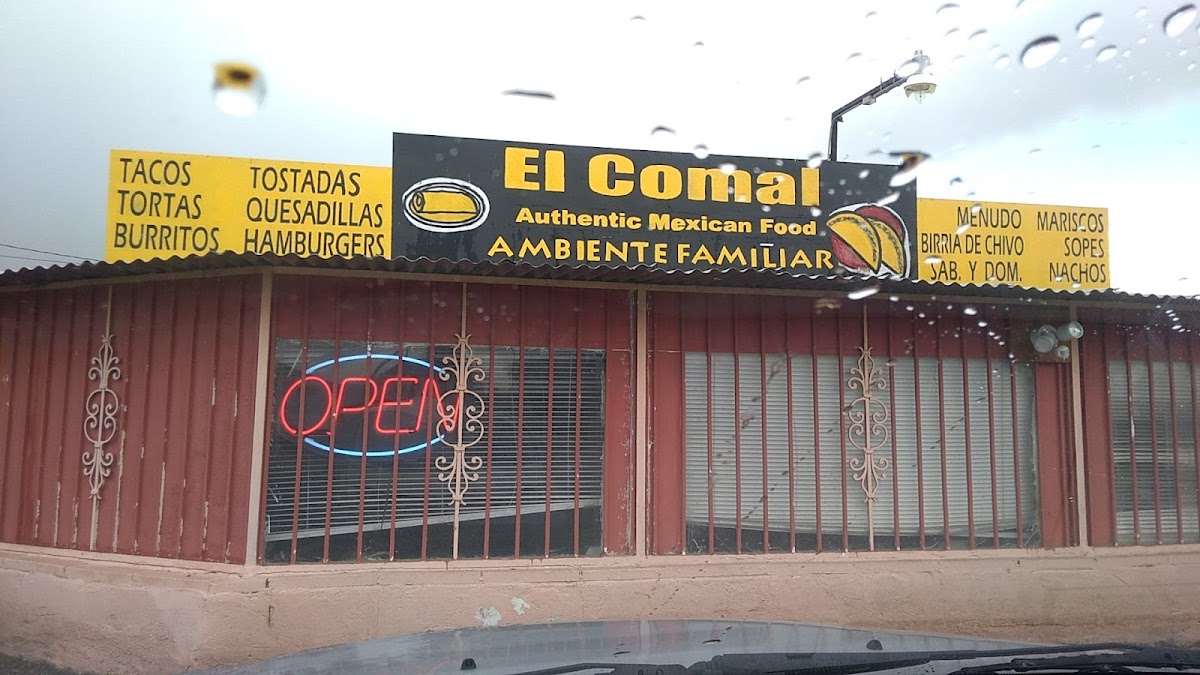 TACOS
TORTAS
BURRITOS
TOSTADAS
QUESADILLAS
HAMBURGERS
El Comal
Authentic Mexican Food
AMBIENTE FAMILIAR
MENUDO
BIRRIA DE CHIVO
SAB. Y DOM.
MARISCOS
SOPES
NACHOS
OPEN